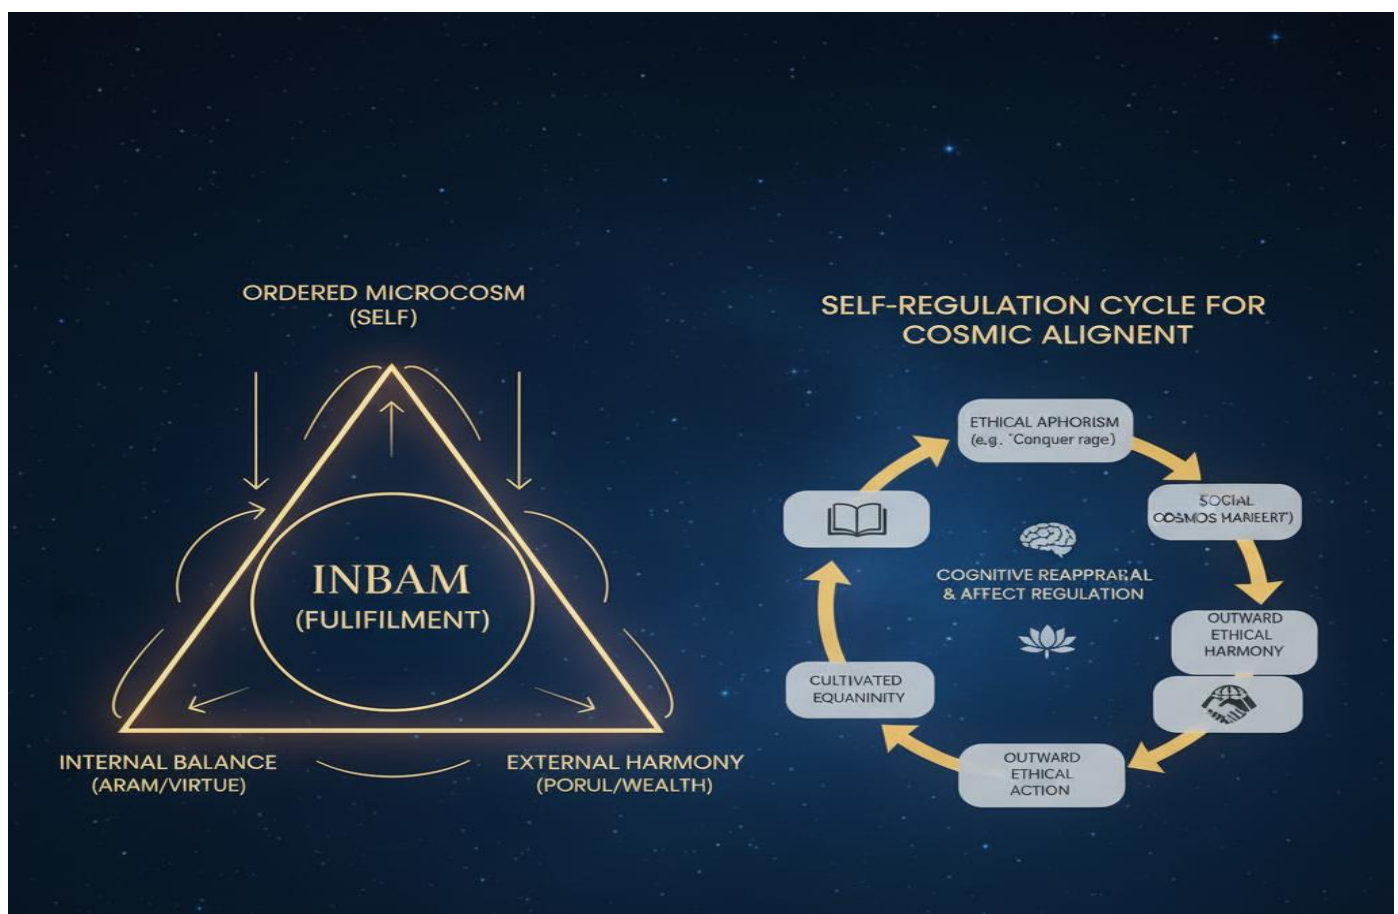 ORDERED MICROCOSM
(SELF)
INBAM
(FULIFILMENT)
INTERNAL BALANCE
(ARAM/VIRTUE)
EXTERNAL HARMONY
(PORUL/WEALTH)
SELF-REGULATION CYCLE FOR
COSMIC ALIGNENT
ETHICAL APHORISM
(e.g. "Conquer rage)
SOCIAL
COSMOS
OUTWARD
ETHICAL
HARMONY
OUTWARD
ETHICAL
ACTION
CULTIVATED
EQUANINITY
COGNITIVE
& AFFECT REGULATION